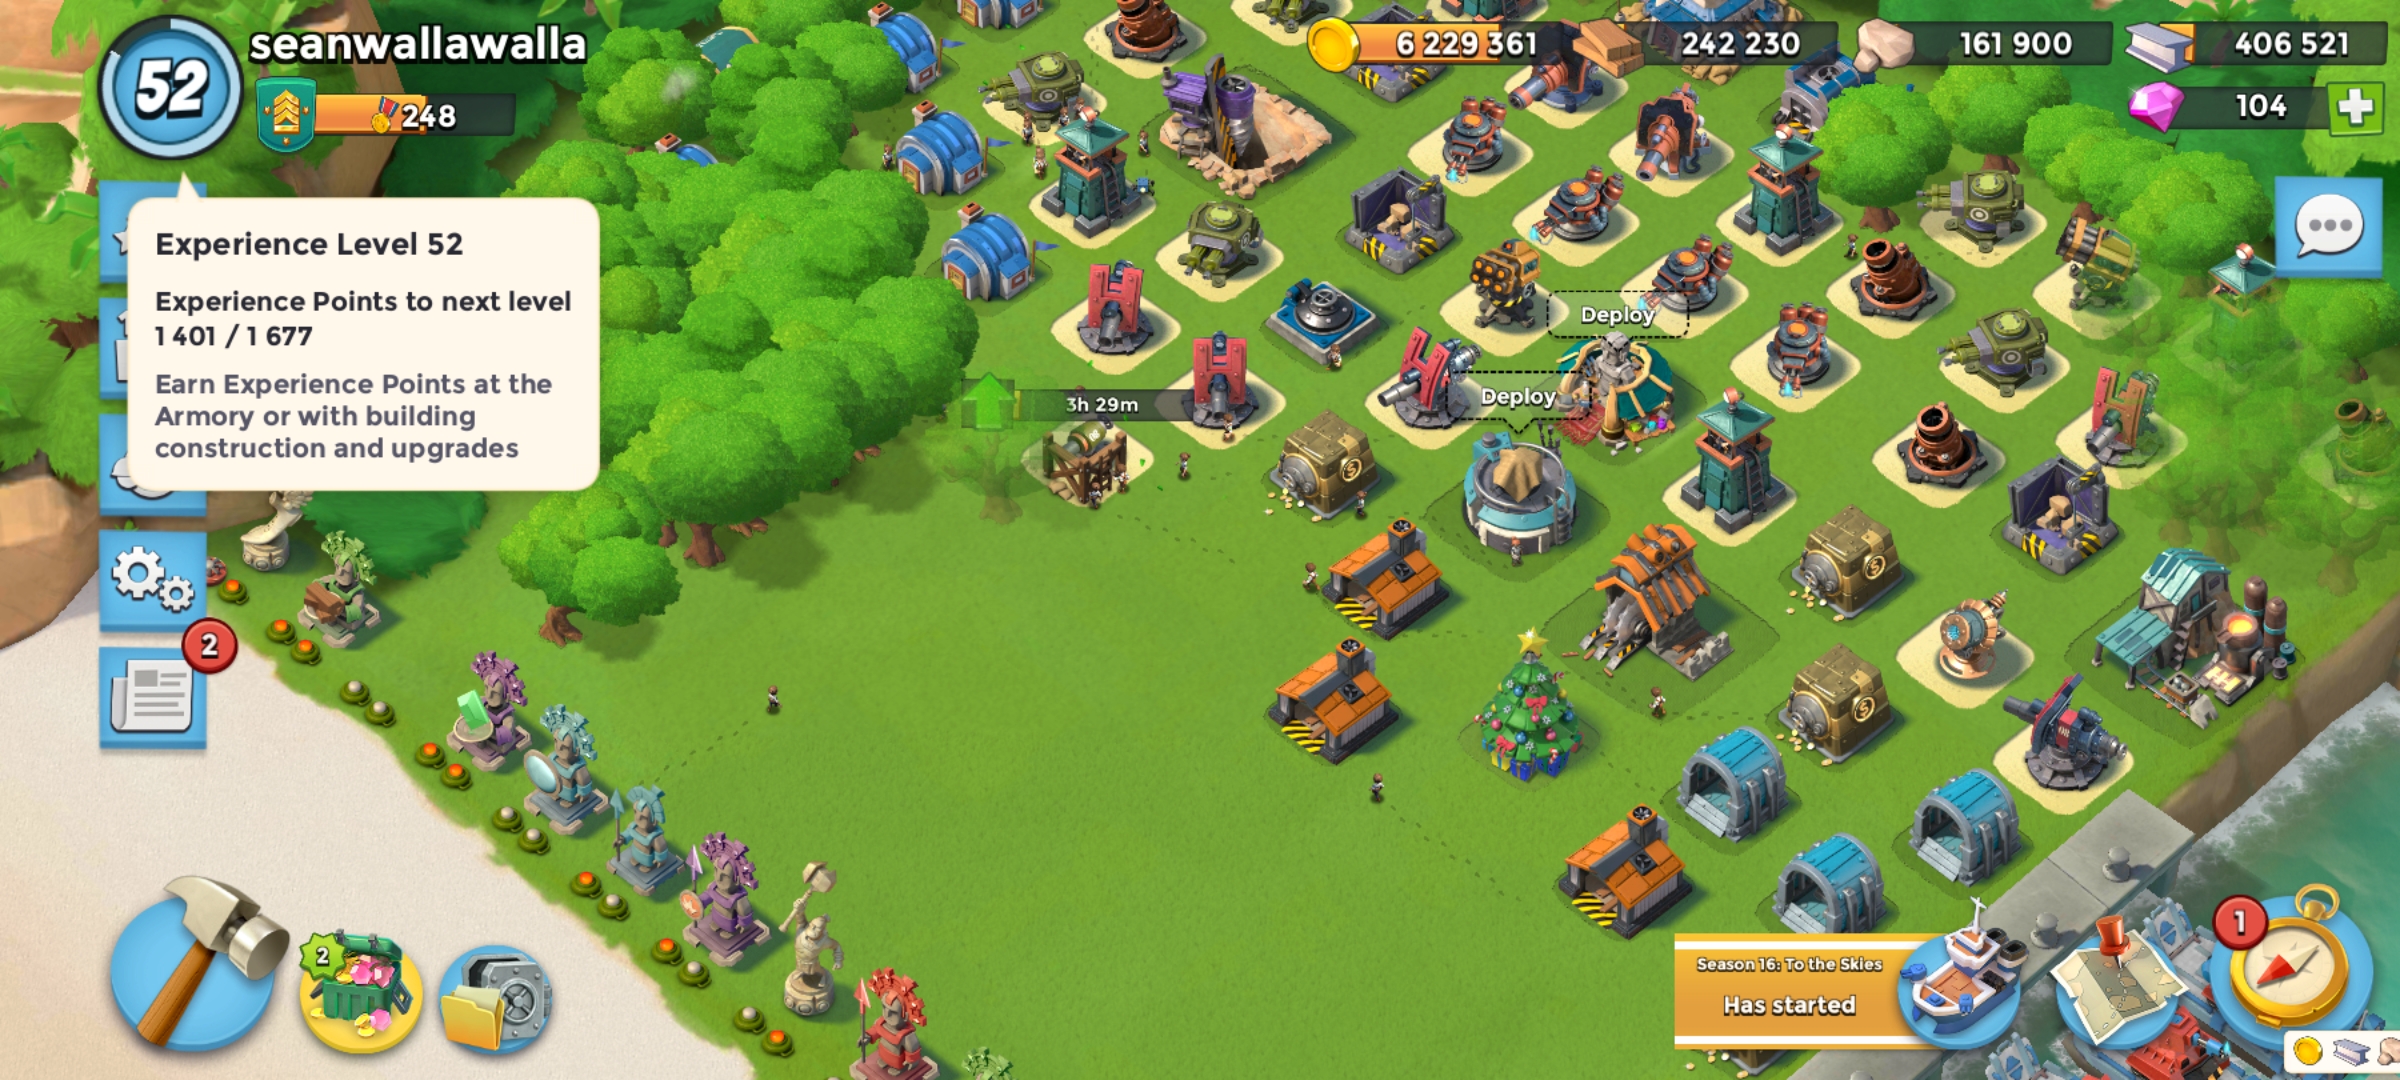 52
seanwallawalla
248
6 229 361
242 230
161 900
406 521
104
Experience Level 52
Experience Points to next level
1 401 / 1 677
Earn Experience Points at the
Armory or with building
construction and upgrades
Deploy
Deploy
3h 29m
2
2
Season 16: To the Skies
Has started
1